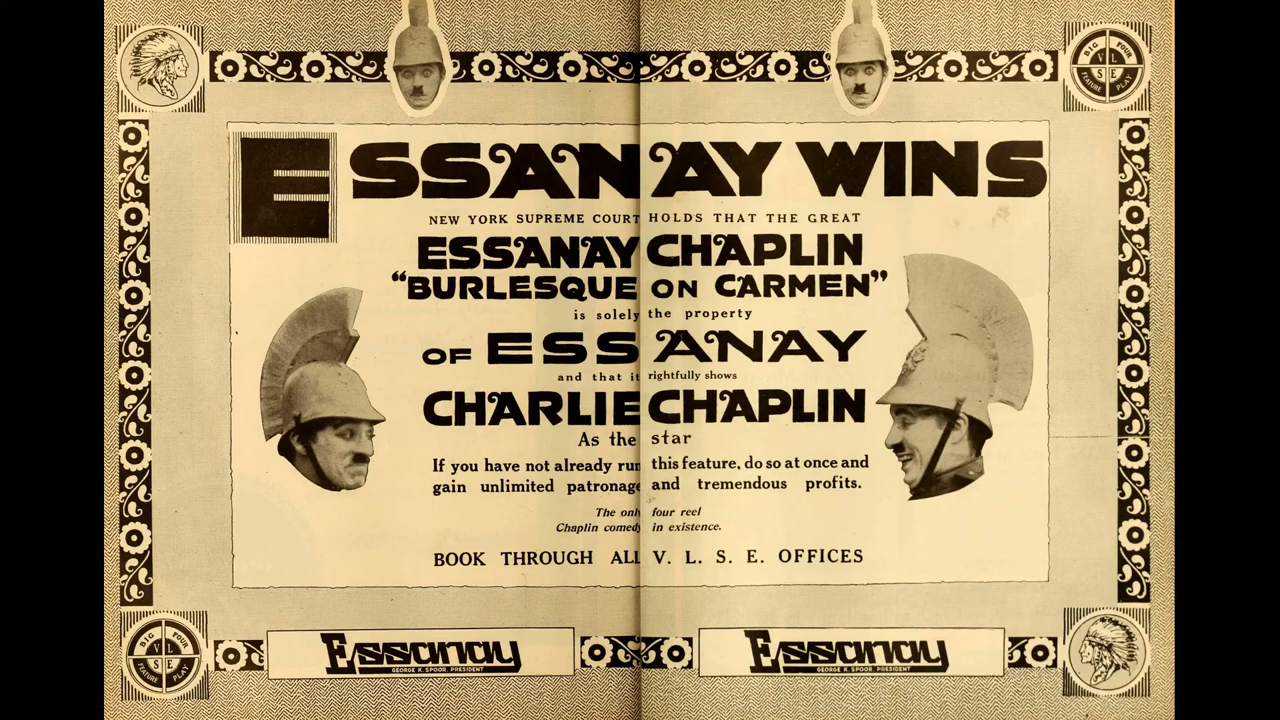 BIG FOUR
V L
S E
FEATURE PLAY
ESSANAY WINS
NEW YORK SUPREME COURT HOLDS THAT THE GREAT
ESSANAY CHAPLIN
“BURLESQUE ON CARMEN”
is solely the property
OF ESSANAY
and that it rightfully shows
CHARLIE CHAPLIN
As the star
If you have not already run this feature, do so at once and
gain unlimited patronage and tremendous profits.
The only four reel
Chaplin comedy in existence.
BOOK THROUGH ALL V. L. S. E. OFFICES
BIG FOUR
V L
S E
FEATURE PLAY
Essanay
GEORGE K. SPOOR, PRESIDENT
Essanay
GEORGE K. SPOOR, PRESIDENT